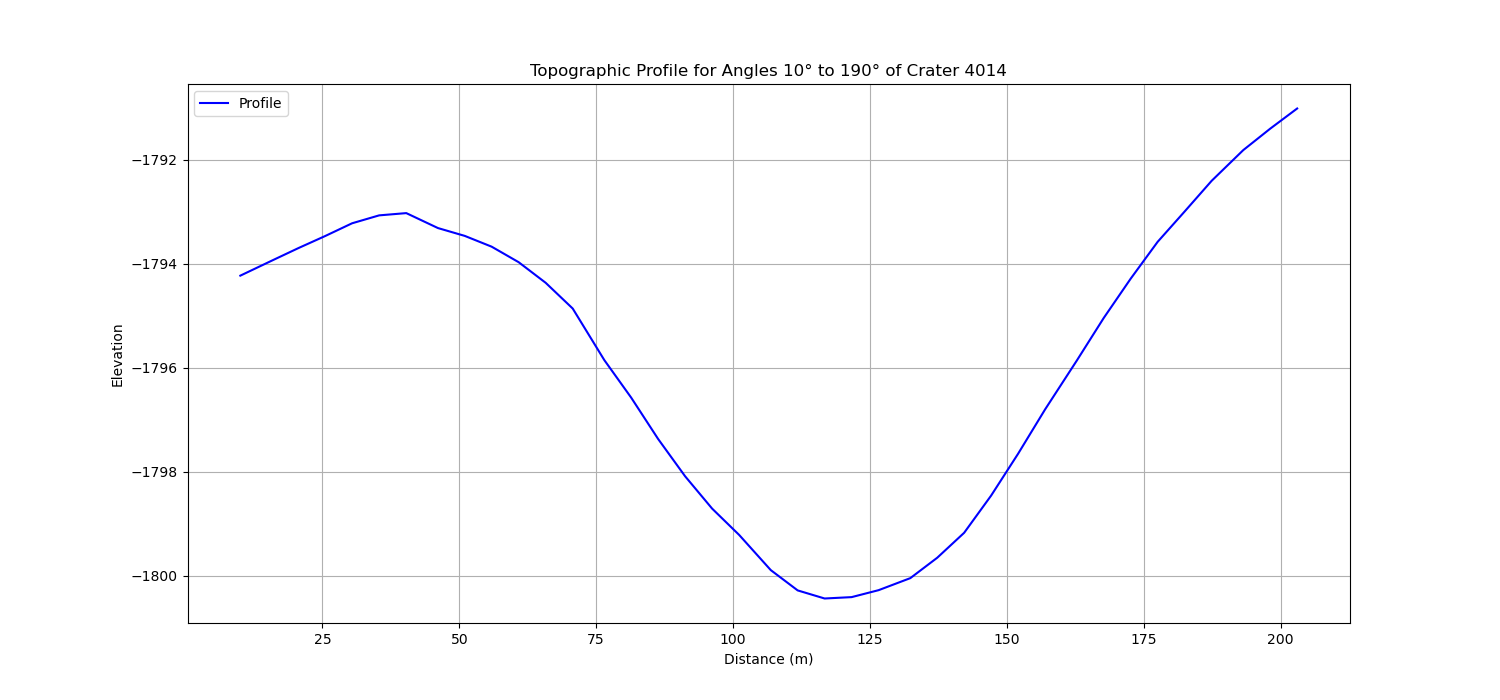 Topographic Profile for Angles 10° to 190° of Crater 4014
Profile
−1792
−1794
−1796
−1798
−1800
Elevation
25 50 75 100 125 150 175 200
Distance (m)